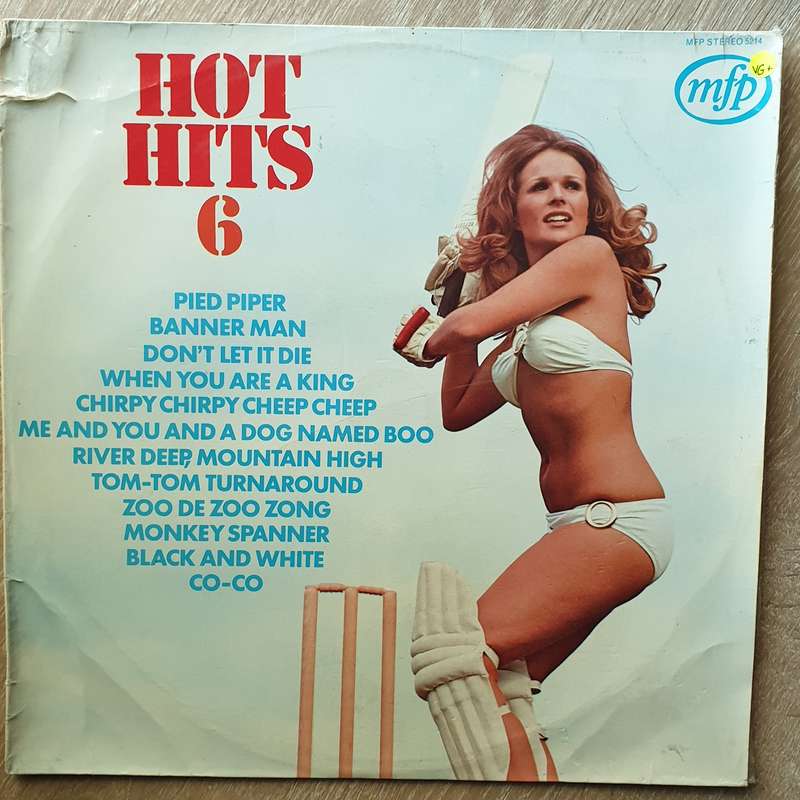 MFP STEREO 5214
mfp
VG+
HOT
HITS
6
PIED PIPER
BANNER MAN
DON'T LET IT DIE
WHEN YOU ARE A KING
CHIRPY CHIRPY CHEEP CHEEP
ME AND YOU AND A DOG NAMED BOO
RIVER DEEP, MOUNTAIN HIGH
TOM-TOM TURNAROUND
ZOO DE ZOO ZONG
MONKEY SPANNER
BLACK AND WHITE
CO-CO